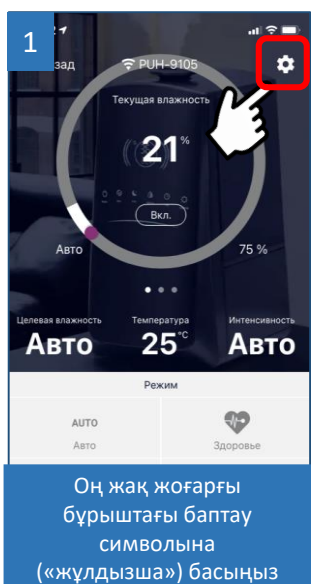 1
зад
PUH-9105
Текущая влажность
21%
Вкл.
Авто
75 %
Целевая влажность
Температура
Интенсивность
Авто
25°C
Авто
Режим
AUTO
Авто
Здоровье
Оң жақ жоғарғы
бұрыштағы баптау
символына
(«жұлдызша») басыңыз